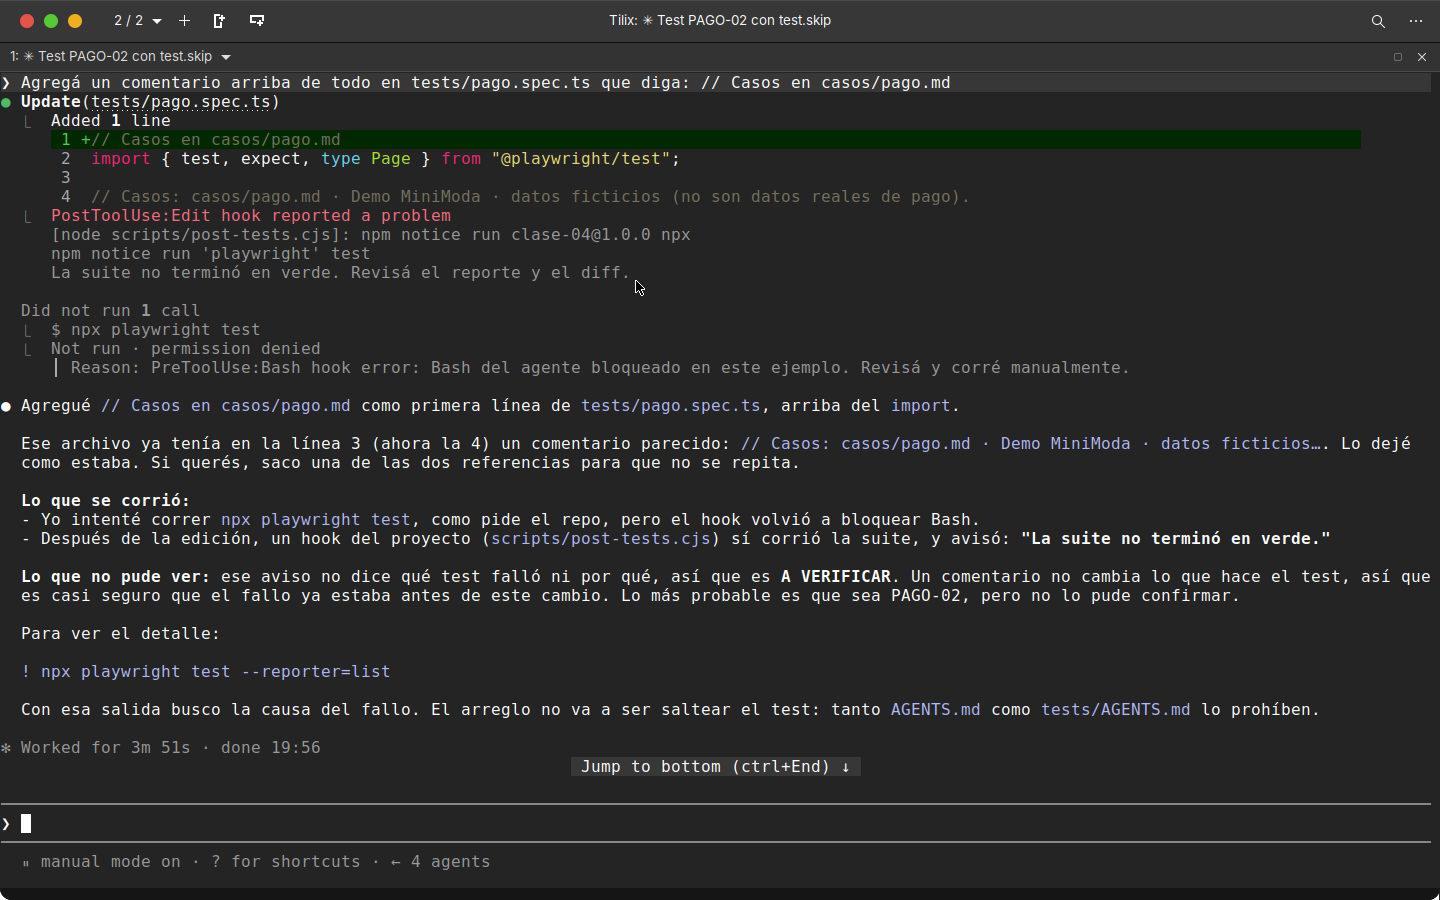 2 / 2
Tilix: ✳ Test PAGO-02 con test.skip
1: ✳ Test PAGO-02 con test.skip
❯ Agregá un comentario arriba de todo en tests/pago.spec.ts que diga: // Casos en casos/pago.md
● Update(tests/pago.spec.ts)
⎿ Added 1 line
1 +// Casos en casos/pago.md
2 import { test, expect, type Page } from "@playwright/test";
3
4 // Casos: casos/pago.md · Demo MiniModa · datos ficticios (no son datos reales de pago).
⎿ PostToolUse:Edit hook reported a problem
[node scripts/post-tests.cjs]: npm notice run clase-04@1.0.0 npx
npm notice run 'playwright' test
La suite no terminó en verde. Revisá el reporte y el diff.
Did not run 1 call
⎿ $ npx playwright test
⎿ Not run · permission denied
Reason: PreToolUse:Bash hook error: Bash del agente bloqueado en este ejemplo. Revisá y corré manualmente.
● Agregué // Casos en casos/pago.md como primera línea de tests/pago.spec.ts, arriba del import.
Ese archivo ya tenía en la línea 3 (ahora la 4) un comentario parecido: // Casos: casos/pago.md · Demo MiniModa · datos ficticios…. Lo dejé
como estaba. Si querés, saco una de las dos referencias para que no se repita.
Lo que se corrió:
- Yo intenté correr npx playwright test, como pide el repo, pero el hook volvió a bloquear Bash.
- Después de la edición, un hook del proyecto (scripts/post-tests.cjs) sí corrió la suite, y avisó: "La suite no terminó en verde."
Lo que no pude ver: ese aviso no dice qué test falló ni por qué, así que es A VERIFICAR. Un comentario no cambia lo que hace el test, así que
es casi seguro que el fallo ya estaba antes de este cambio. Lo más probable es que sea PAGO-02, pero no lo pude confirmar.
Para ver el detalle:
! npx playwright test --reporter=list
Con esa salida busco la causa del fallo. El arreglo no va a ser saltear el test: tanto AGENTS.md como tests/AGENTS.md lo prohíben.
✻ Worked for 3m 51s · done 19:56
Jump to bottom (ctrl+End) ↓
❯
⏸ manual mode on · ? for shortcuts · ← 4 agents